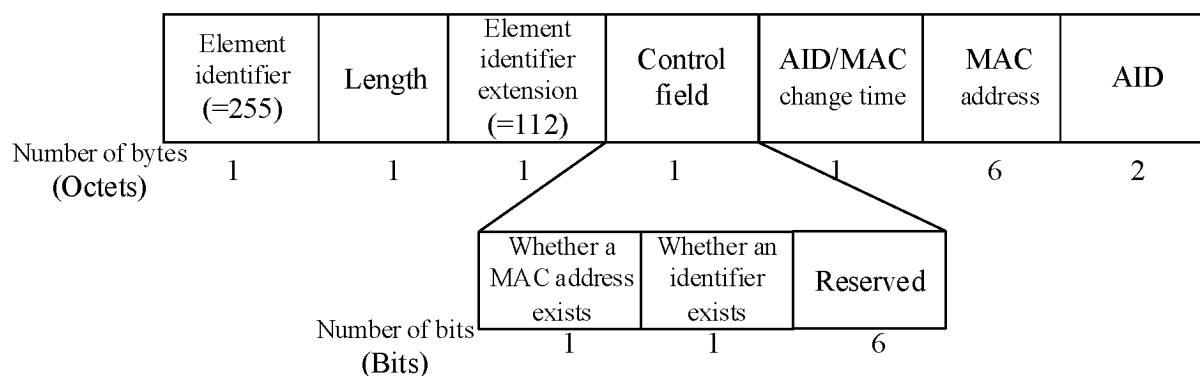 Element
identifier
(=255)
Length
Element
identifier
extension
(=112)
Control
field
AID/MAC
change time
MAC
address
AID
Number of bytes
(Octets)
1
1
1
1
1
6
2
Whether a
MAC address
exists
Whether an
identifier
exists
Reserved
Number of bits
(Bits)
1
1
6